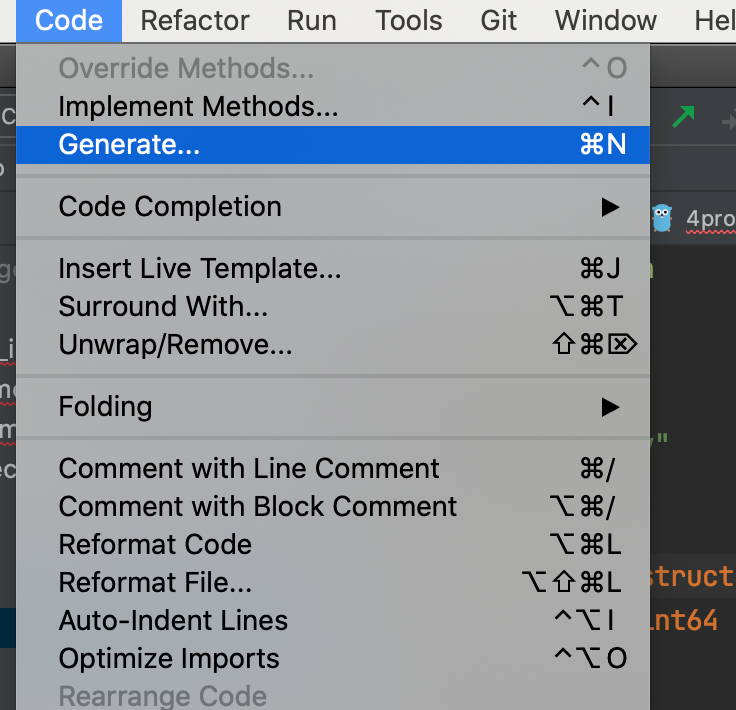 Code Refactor Run Tools Git Window Hel
Override Methods... ^O
Implement Methods... ^I
Generate... ⌘N
Code Completion ▶
4pro
Insert Live Template... ⌘J
Surround With... ⌥⌘T
Unwrap/Remove... ⇧⌘⌦
Folding ▶
Comment with Line Comment ⌘/
Comment with Block Comment ⌥⌘/
Reformat Code ⌥⌘L
Reformat File... ⌥⇧⌘L
struct
Auto-Indent Lines ^⌥I
int64
Optimize Imports ^⌥O
Rearrange Code